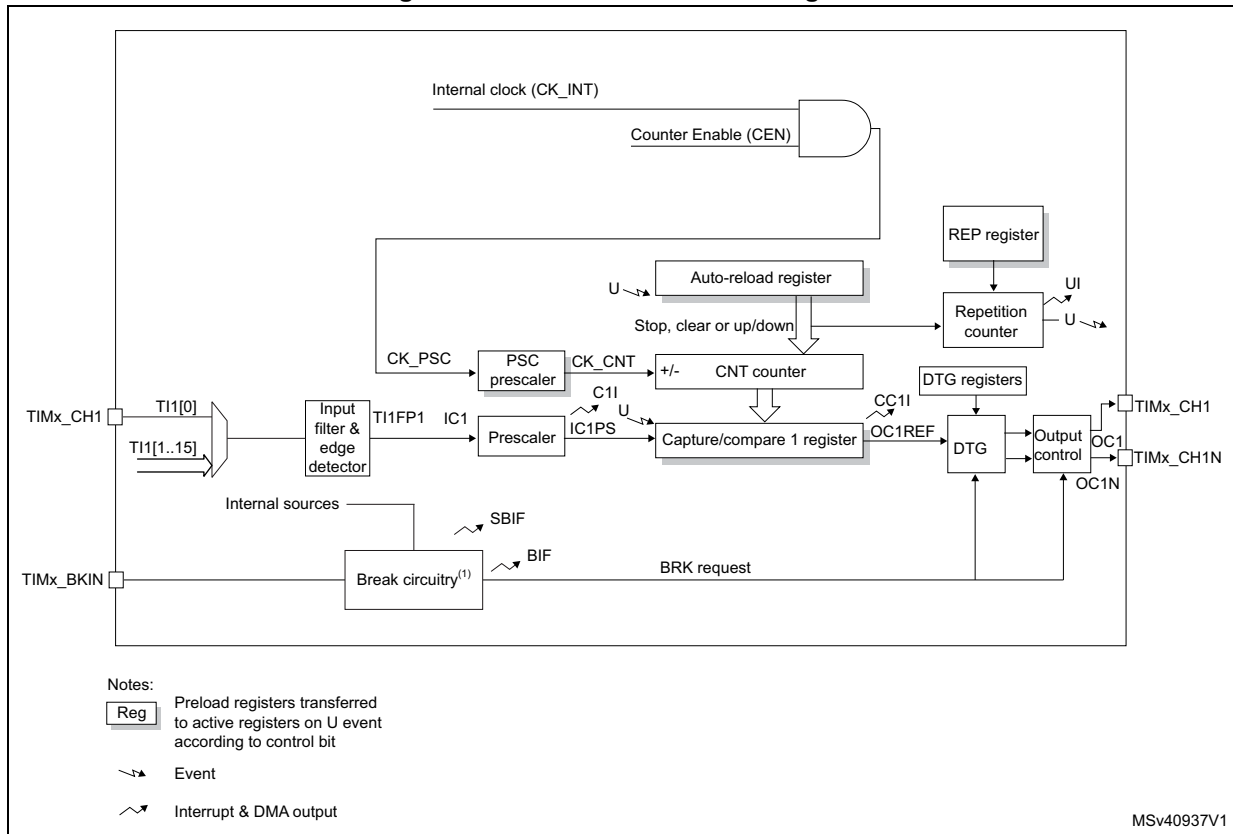 Internal clock (CK_INT)
Counter Enable (CEN)
REP register
Auto-reload register
U
UI
Stop, clear or up/down
Repetition
counter
U
CK_PSC
PSC
prescaler
CK_CNT
+/-
CNT counter
DTG registers
TIMx_CH1
TI1[0]
TI1[1..15]
Input
filter &
edge
detector
TI1FP1
IC1
Prescaler
C1I
IC1PS
U
Capture/compare 1 register
CC1I
OC1REF
DTG
Output
control
OC1
TIMx_CH1
TIMx_CH1N
OC1N
Internal sources
SBIF
TIMx_BKIN
Break circuitry(1)
BIF
BRK request
Notes:
Reg
Preload registers transferred
to active registers on U event
according to control bit
Event
Interrupt & DMA output
MSv40937V1